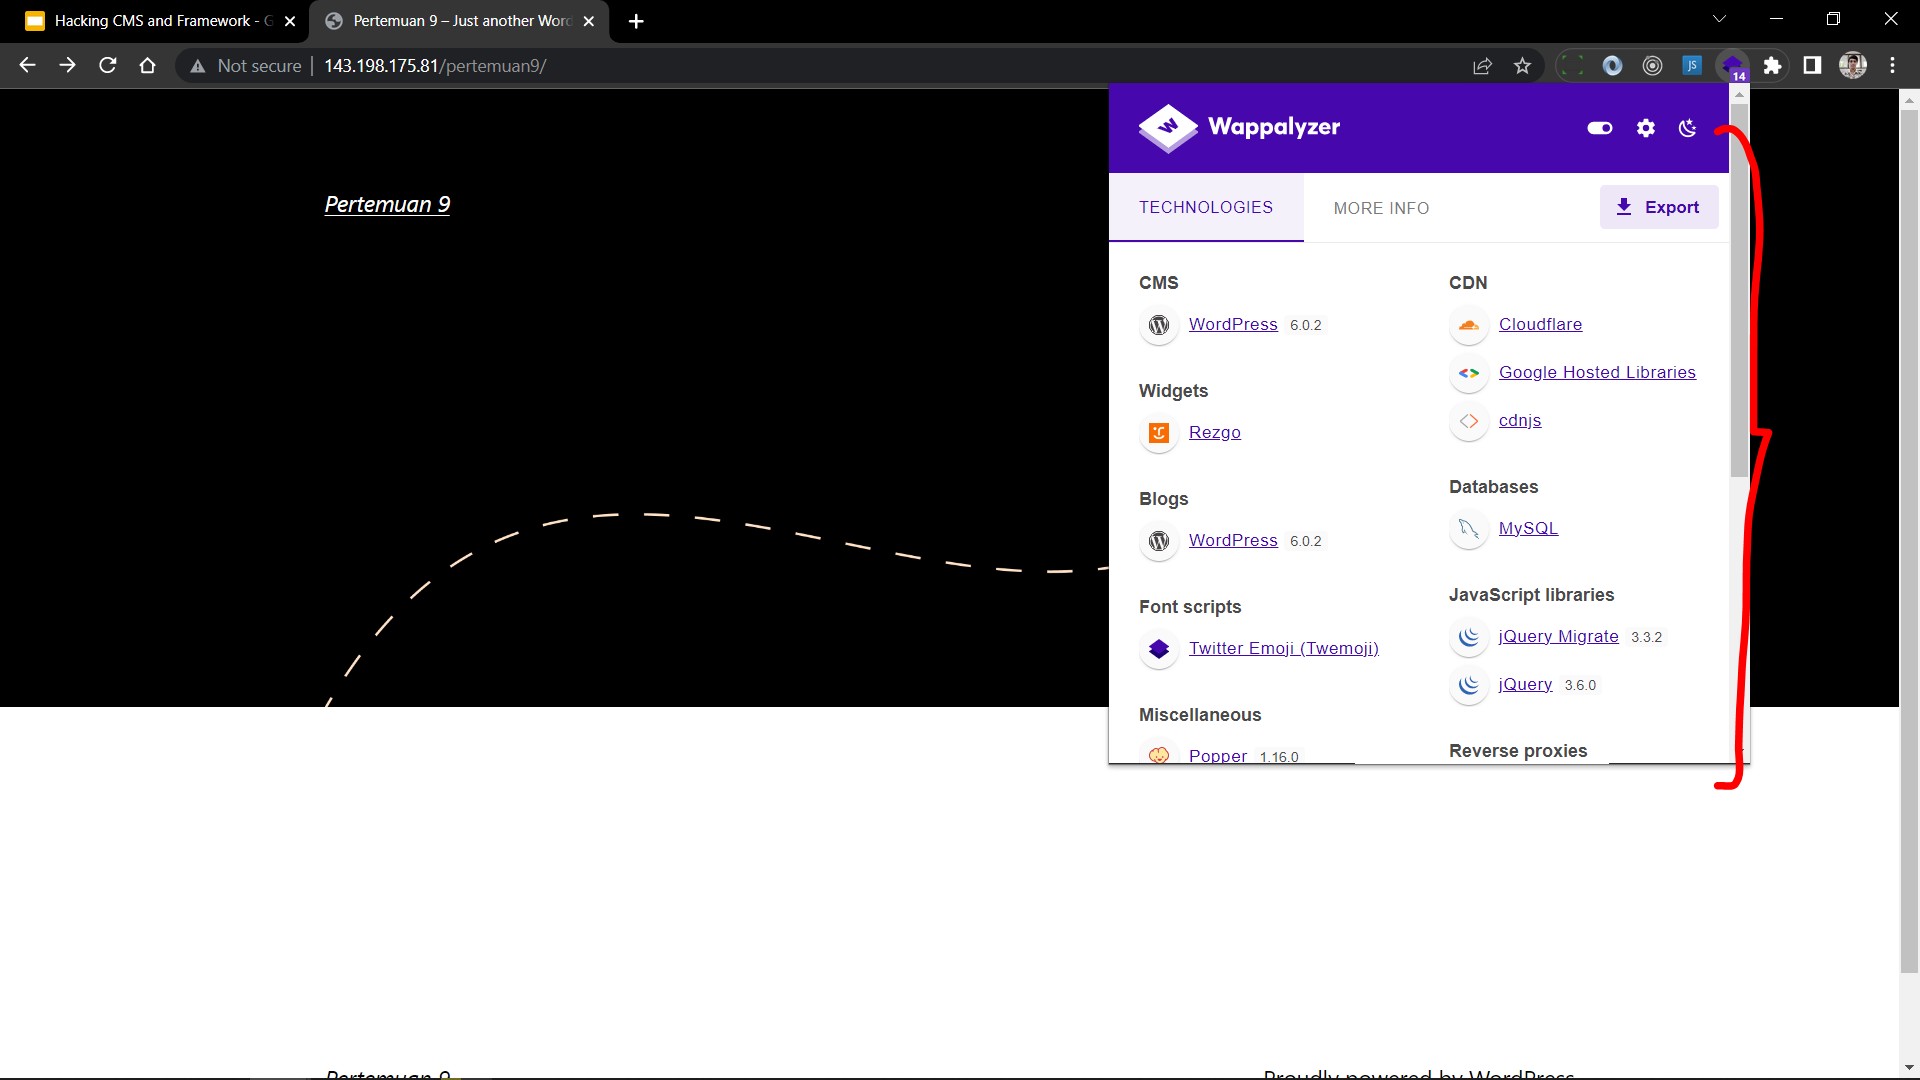 Hacking CMS and Framework - G
Pertemuan 9 – Just another Word
Not secure
143.198.175.81/pertemuan9/
JS
14
Wappalyzer
Pertemuan 9
TECHNOLOGIES
MORE INFO
Export
CMS
WordPress 6.0.2
Widgets
Rezgo
Blogs
WordPress 6.0.2
Font scripts
Twitter Emoji (Twemoji)
Miscellaneous
Popper 1.16.0
CDN
Cloudflare
Google Hosted Libraries
cdnjs
Databases
MySQL
JavaScript libraries
jQuery Migrate 3.3.2
jQuery 3.6.0
Reverse proxies
Pertemuan 9
Proudly powered by WordPress